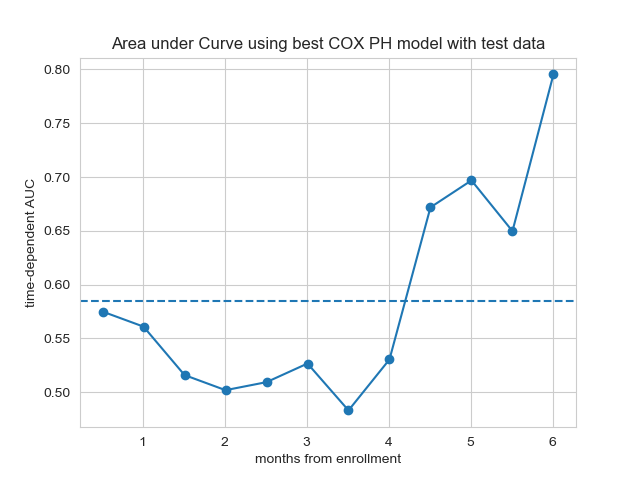 Area under Curve using best COX PH model with test data
time-dependent AUC
0.80
0.75
0.70
0.65
0.60
0.55
0.50
1 2 3 4 5 6
months from enrollment